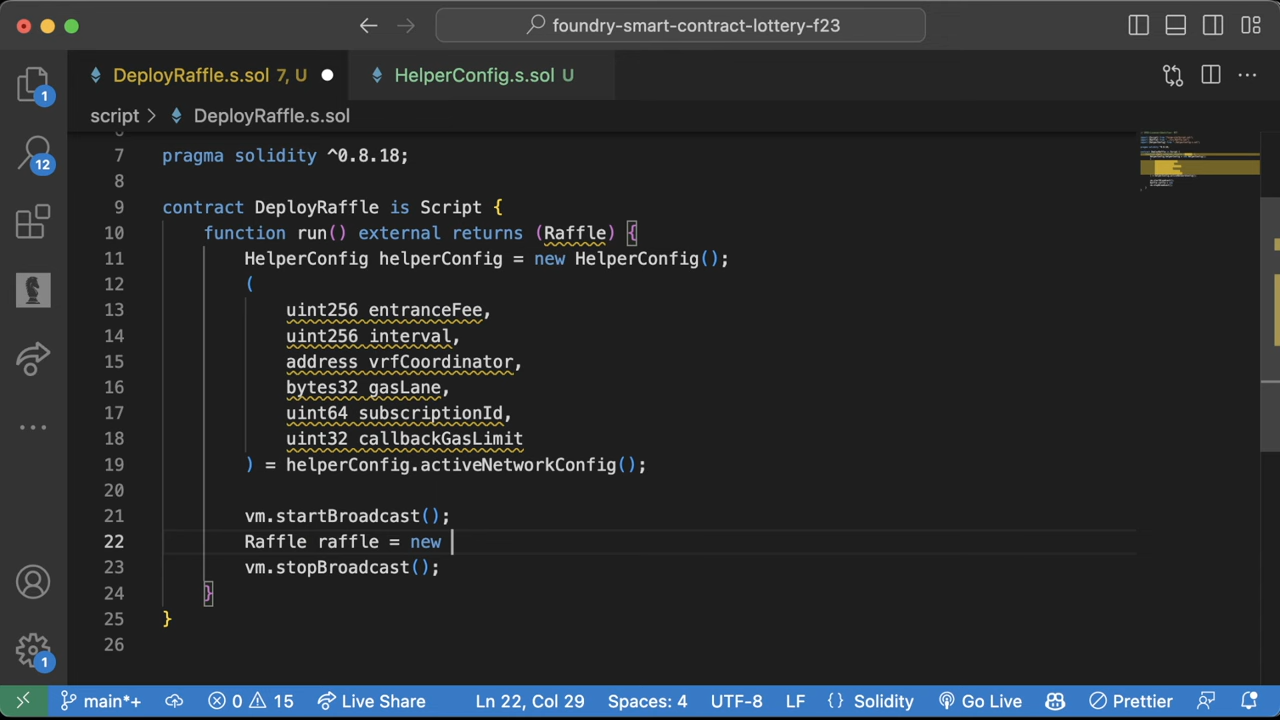 foundry-smart-contract-lottery-f23
DeployRaffle.s.sol 7, U
HelperConfig.s.sol U
script > DeployRaffle.s.sol
7 pragma solidity ^0.8.18;
8
9 contract DeployRaffle is Script {
10 function run() external returns (Raffle) {
11 HelperConfig helperConfig = new HelperConfig();
12 (
13 uint256 entranceFee,
14 uint256 interval,
15 address vrfCoordinator,
16 bytes32 gasLane,
17 uint64 subscriptionId,
18 uint32 callbackGasLimit
19 ) = helperConfig.activeNetworkConfig();
20
21 vm.startBroadcast();
22 Raffle raffle = new
23 vm.stopBroadcast();
24 }
25 }
26
1
12
1
main*+ 0 15 Live Share Ln 22, Col 29 Spaces: 4 UTF-8 LF {} Solidity Go Live Prettier